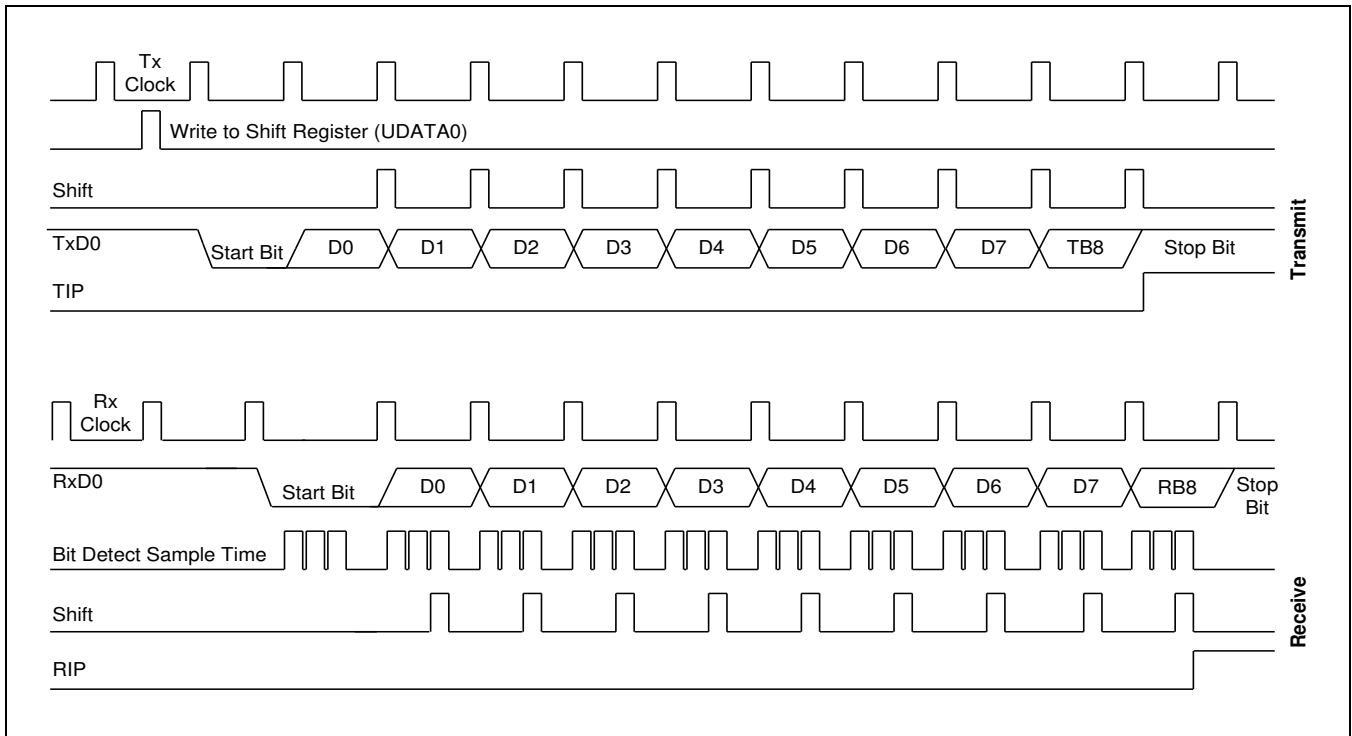 Tx
Clock
Write to Shift Register (UDATA0)
Shift
TxD0
Start Bit
D0
D1
D2
D3
D4
D5
D6
D7
TB8
Stop Bit
TIP
Transmit
Rx
Clock
RxD0
Start Bit
D0
D1
D2
D3
D4
D5
D6
D7
RB8
Stop
Bit
Bit Detect Sample Time
Shift
RIP
Receive